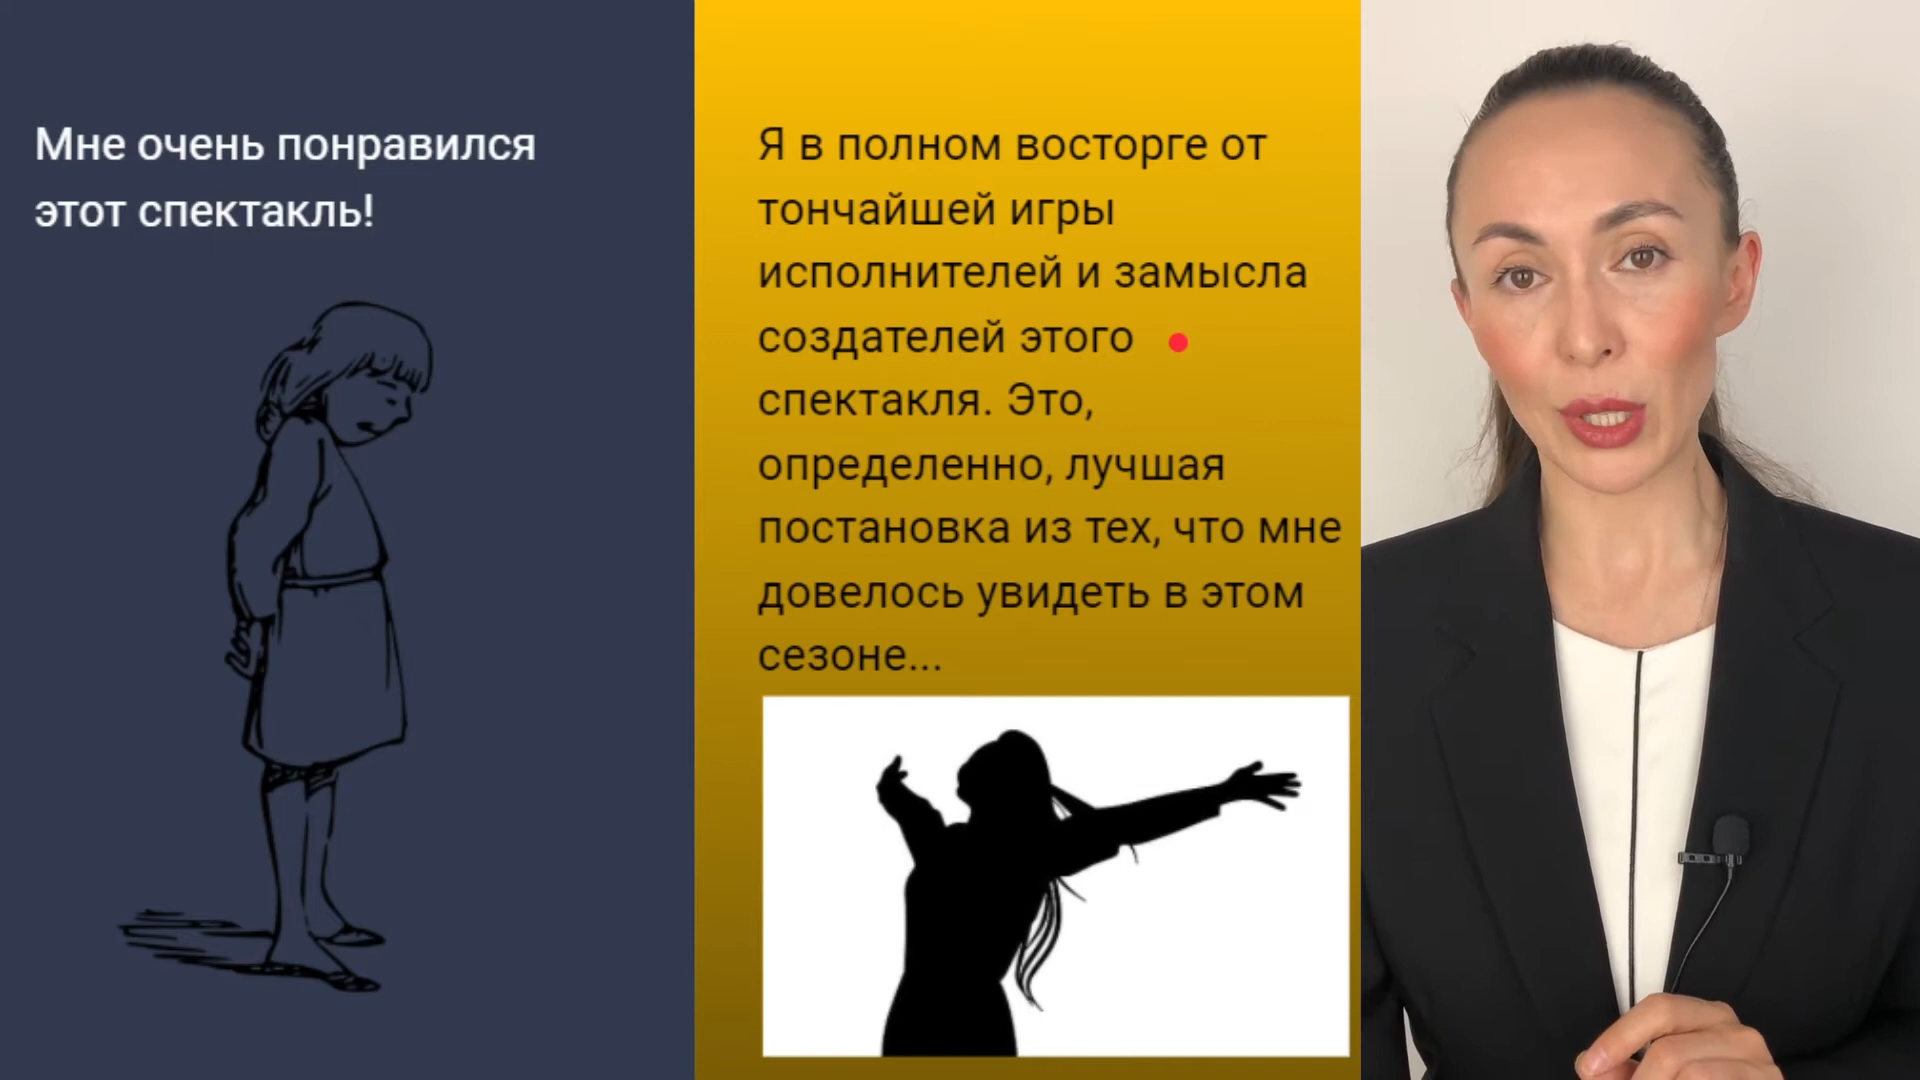 Мне очень понравился
этот спектакль!
Я в полном восторге от
тончайшей игры
исполнителей и замысла
создателей этого
спектакля. Это,
определенно, лучшая
постановка из тех, что мне
довелось увидеть в этом
сезоне...